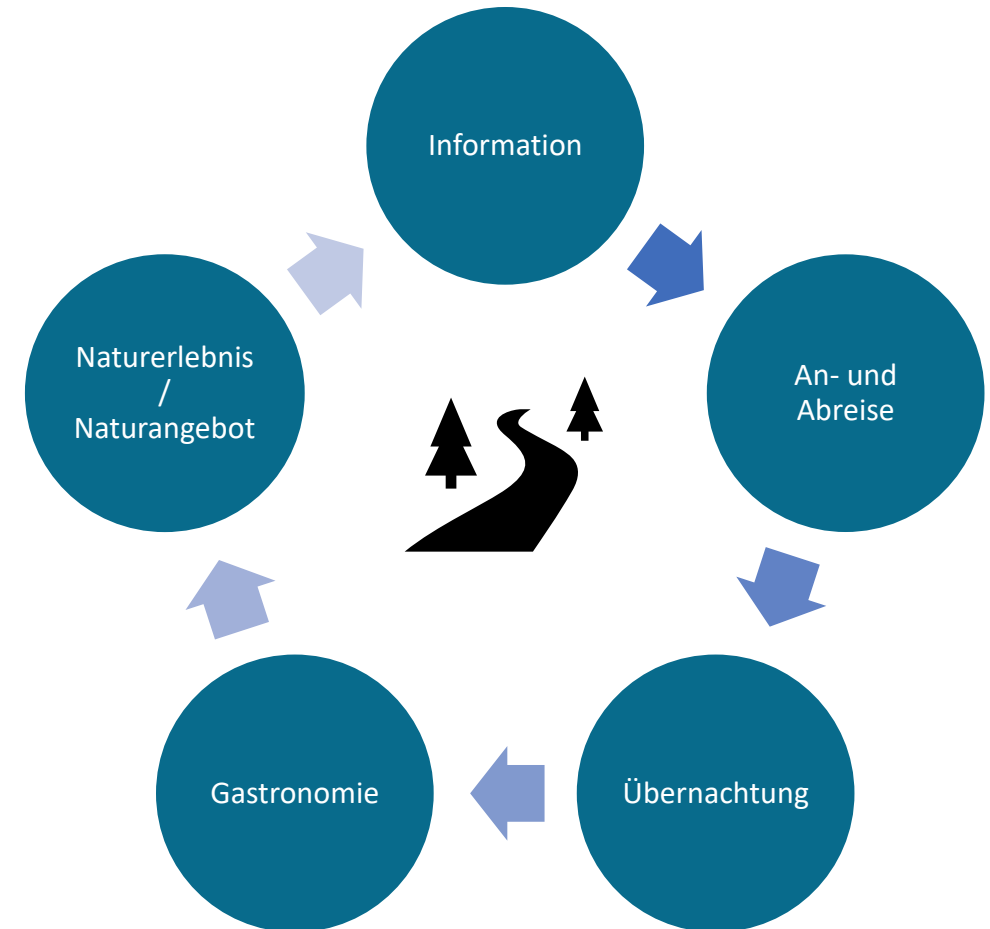 Information
An- und
Abreise
Übernachtung
Gastronomie
Naturerlebnis
/
Naturangebot